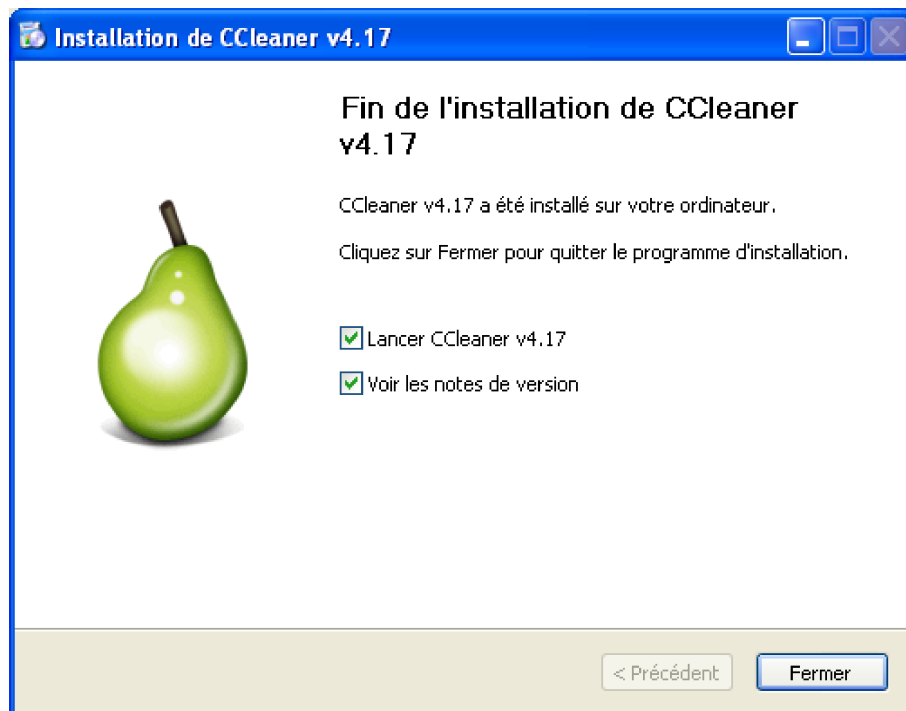 Installation de CCleaner v4.17
Fin de l'installation de CCleaner
v4.17
CCleaner v4.17 a été installé sur votre ordinateur.
Cliquez sur Fermer pour quitter le programme d'installation.
Lancer CCleaner v4.17
Voir les notes de version
< Précédent
Fermer